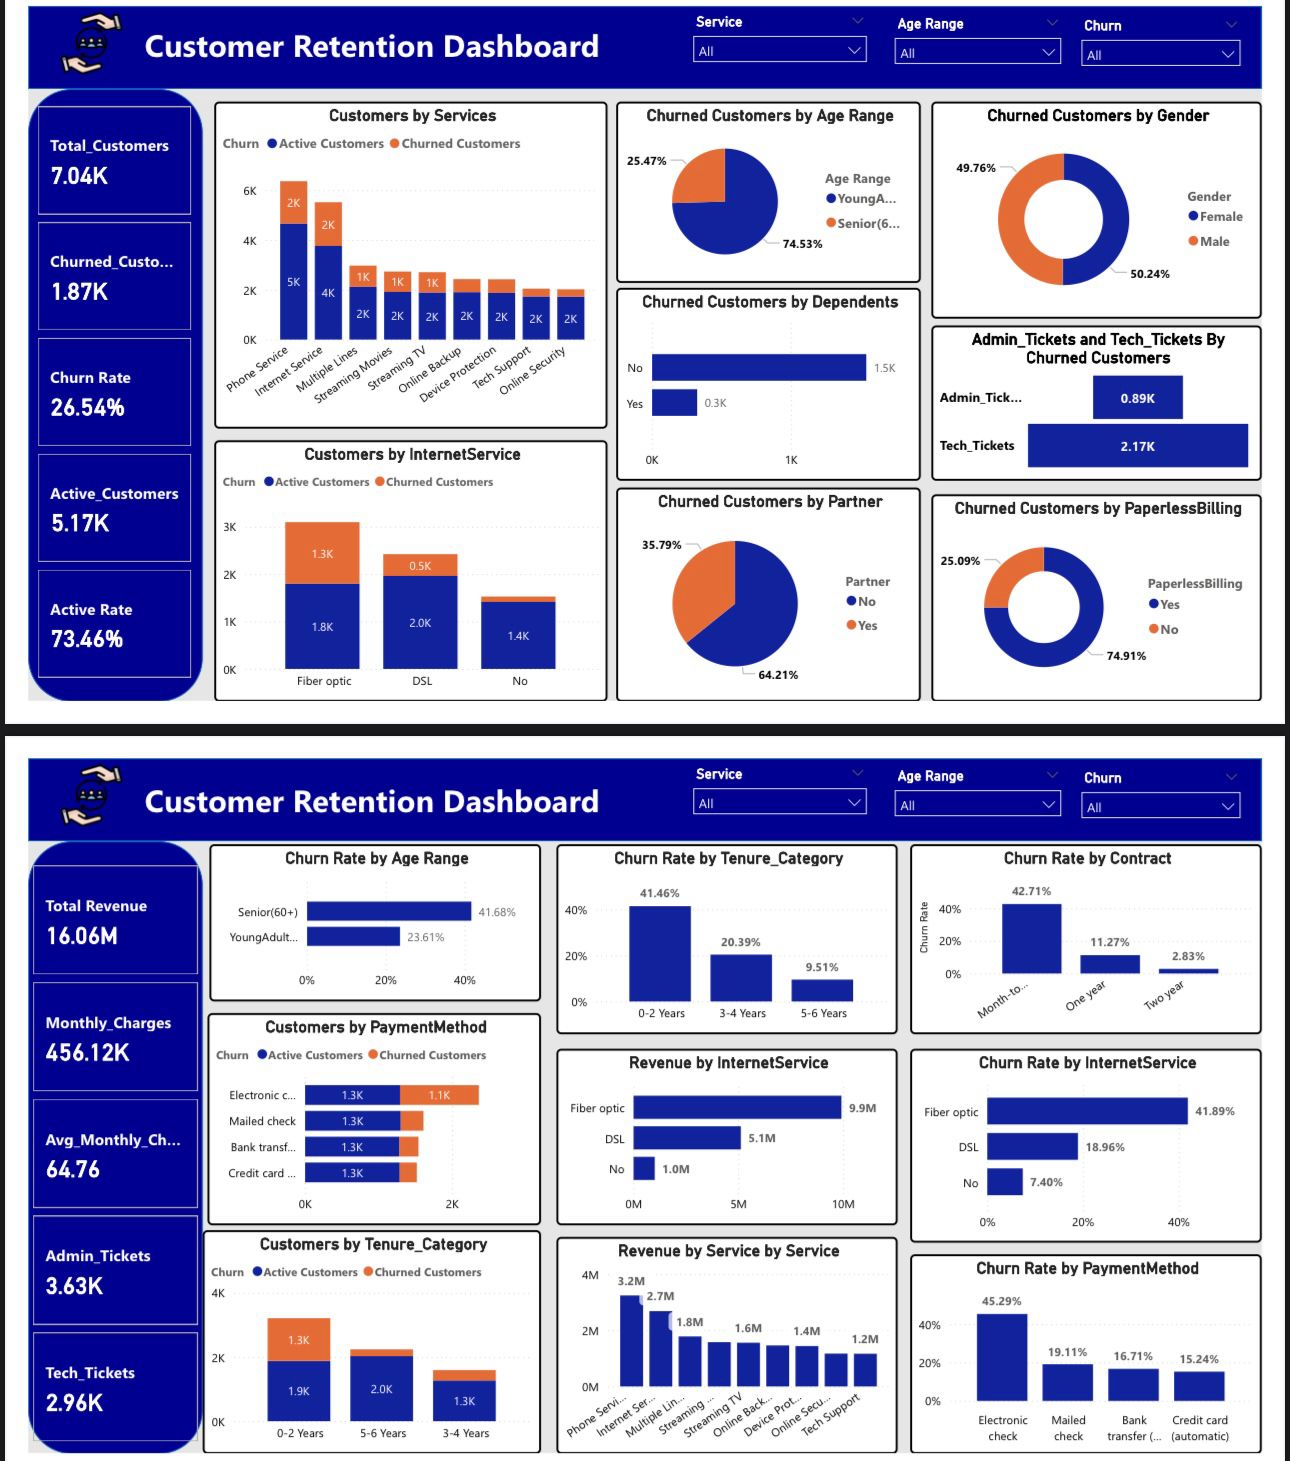 Customer Retention Dashboard
Service
All
Age Range
All
Churn
All
Total_Customers
7.04K
Churned_Custo...
1.87K
Churn Rate
26.54%
Active_Customers
5.17K
Active Rate
73.46%
Customers by Services
Churn Active Customers Churned Customers
6K
4K
2K
0K
2K
2K
1K
1K
1K
5K
4K
2K
2K
2K
2K
2K
2K
2K
Phone Service
Internet Service
Multiple Lines
Streaming Movies
Streaming TV
Online Backup
Device Protection
Tech Support
Online Security
Customers by InternetService
Churn Active Customers Churned Customers
3K
2K
1K
0K
1.3K
0.5K
1.8K
2.0K
1.4K
Fiber optic
DSL
No
Churned Customers by Age Range
25.47%
74.53%
Age Range
YoungA...
Senior(6...
Churned Customers by Dependents
No
1.5K
Yes
0.3K
0K
1K
Churned Customers by Partner
35.79%
64.21%
Partner
No
Yes
Churned Customers by Gender
49.76%
50.24%
Gender
Female
Male
Admin_Tickets and Tech_Tickets By
Churned Customers
Admin_Tick...
0.89K
Tech_Tickets
2.17K
Churned Customers by PaperlessBilling
25.09%
74.91%
PaperlessBilling
Yes
No
Customer Retention Dashboard
Service
All
Age Range
All
Churn
All
Total Revenue
16.06M
Monthly_Charges
456.12K
Avg_Monthly_Ch...
64.76
Admin_Tickets
3.63K
Tech_Tickets
2.96K
Churn Rate by Age Range
Senior(60+)
41.68%
YoungAdult...
23.61%
0%
20%
40%
Customers by PaymentMethod
Churn Active Customers Churned Customers
Electronic c...
1.3K
1.1K
Mailed check
1.3K
Bank transf...
1.3K
Credit card ...
1.3K
0K
2K
Customers by Tenure_Category
Churn Active Customers Churned Customers
4K
2K
0K
1.3K
1.9K
2.0K
1.3K
0-2 Years
5-6 Years
3-4 Years
Churn Rate by Tenure_Category
40%
20%
0%
41.46%
20.39%
9.51%
0-2 Years
3-4 Years
5-6 Years
Revenue by InternetService
Fiber optic
9.9M
DSL
5.1M
No
1.0M
0M
5M
10M
Revenue by Service by Service
4M
2M
0M
3.2M
2.7M
1.8M
1.6M
1.4M
1.2M
Phone Servi...
Internet Ser...
Multiple Lin...
Streaming ...
Streaming TV
Online Back...
Device Prot...
Online Secu...
Tech Support
Churn Rate by Contract
Churn Rate
40%
20%
0%
42.71%
11.27%
2.83%
Month-to...
One year
Two year
Churn Rate by InternetService
Fiber optic
41.89%
DSL
18.96%
No
7.40%
0%
20%
40%
Churn Rate by PaymentMethod
40%
20%
0%
45.29%
19.11%
16.71%
15.24%
Electronic
check
Mailed
check
Bank
transfer (...
Credit card
(automatic)